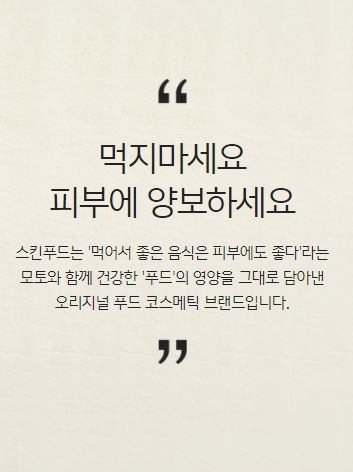 “
먹지마세요
피부에 양보하세요
스킨푸드는 '먹어서 좋은 음식은 피부에도 좋다'라는
모토와 함께 건강한 '푸드'의 영양을 그대로 담아낸
오리지널 푸드 코스메틱 브랜드입니다.
”